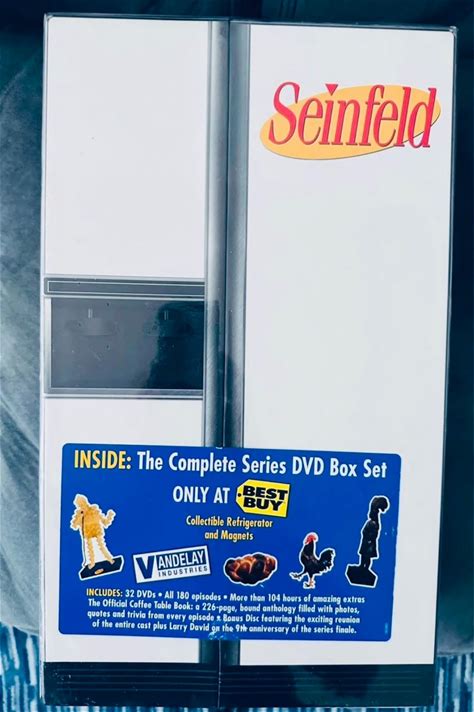 Seinfeld
INSIDE: The Complete Series DVD Box Set
ONLY AT BEST BUY
Collectible Refrigerator
and Magnets
VANDELAY
INDUSTRIES
INCLUDES: 32 DVDs • All 180 episodes • More than 104 hours of amazing extras
The Official Coffee Table Book: a 226-page, bound anthology filled with photos,
quotes and trivia from every episode • Bonus Disc featuring the exciting reunion
of the entire cast plus Larry David on the 9th anniversary of the series finale.